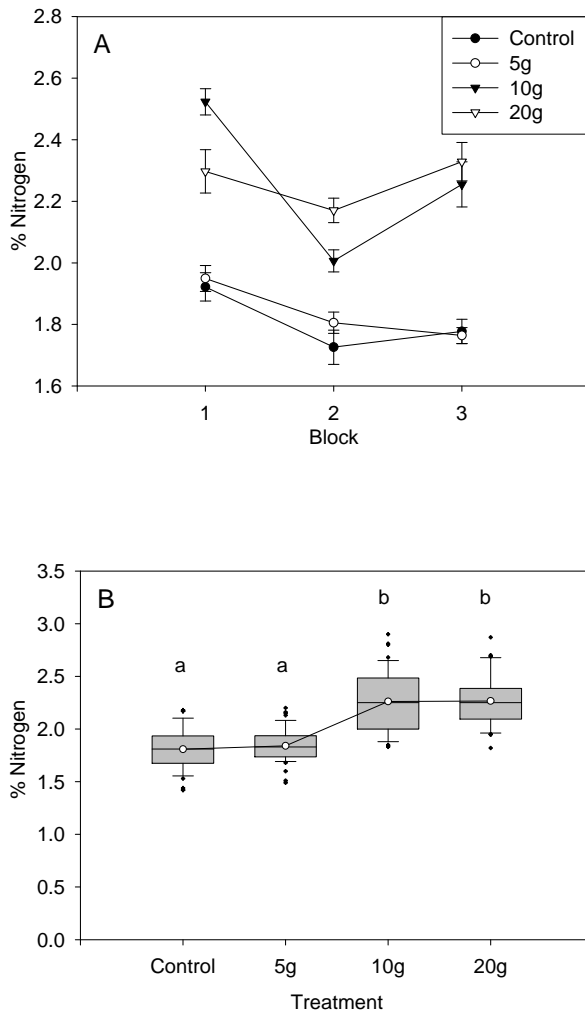 A
Control
5g
10g
20g
2.8
2.6
2.4
2.2
2.0
1.8
1.6
% Nitrogen
1 2 3
Block
B
a a b b
3.5
3.0
2.5
2.0
1.5
1.0
0.5
0.0
% Nitrogen
Control 5g 10g 20g
Treatment